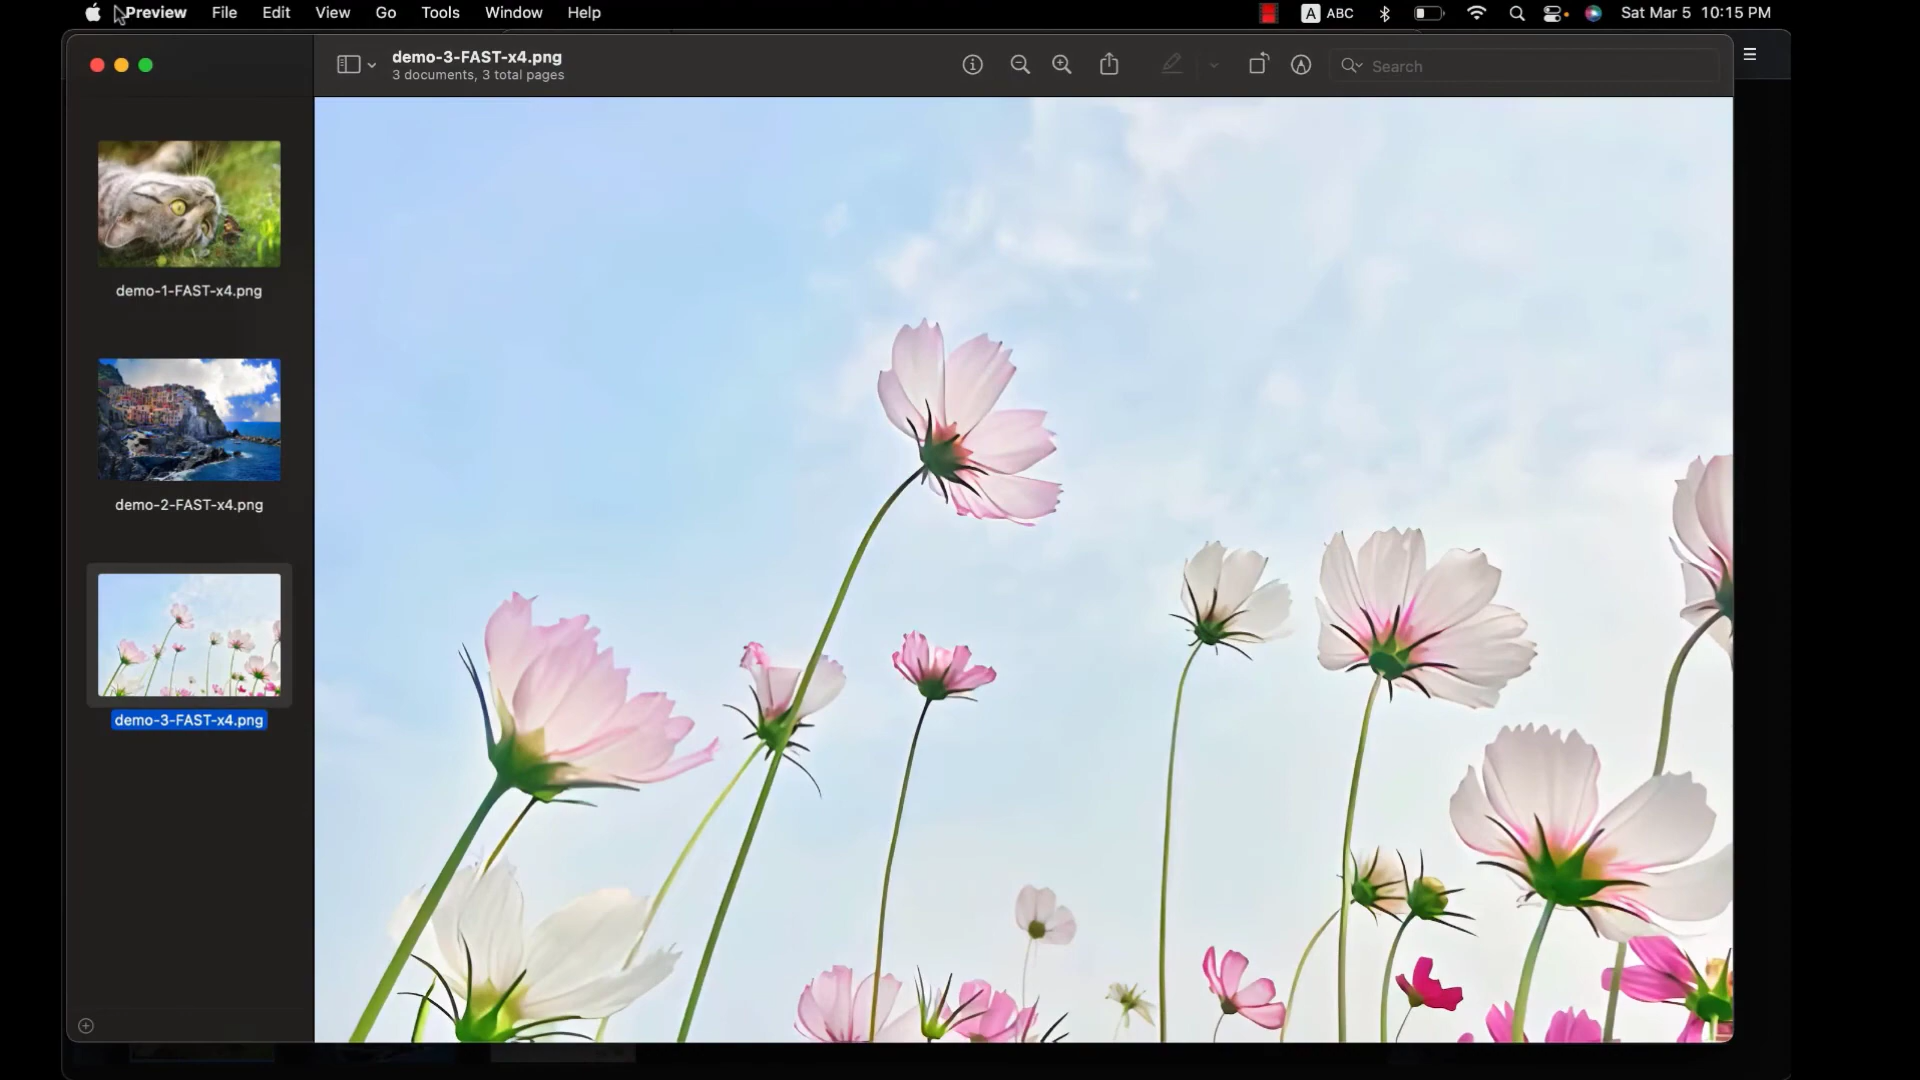 Preview File Edit View Go Tools Window Help A ABC Sat Mar 5 10:15 PM
demo-3-FAST-x4.png
3 documents, 3 total pages
Search
demo-1-FAST-x4.png
demo-2-FAST-x4.png
demo-3-FAST-x4.png